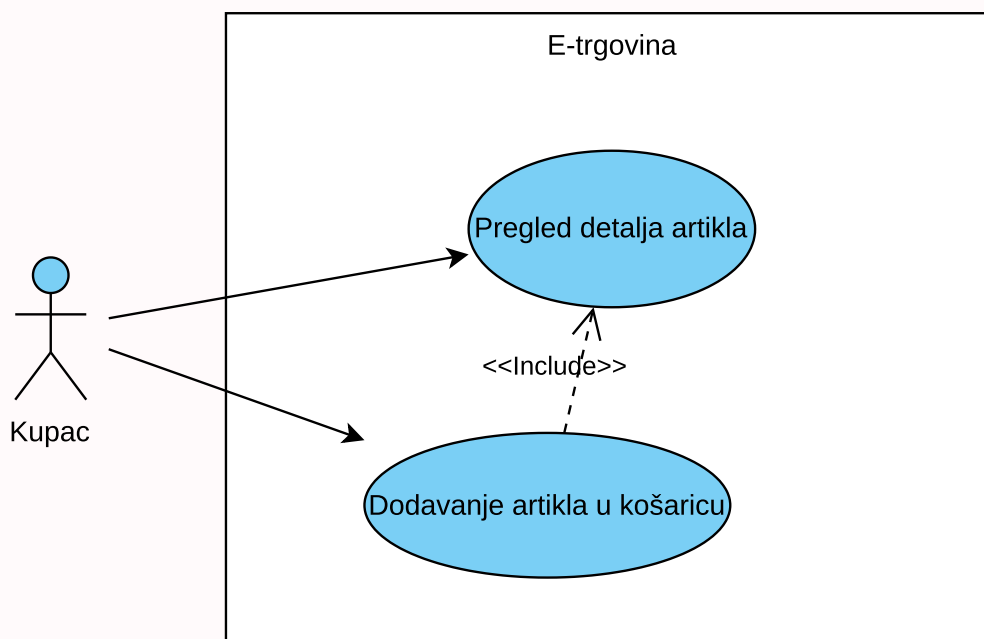 E-trgovina
Pregled detalja artikla
<<Include>>
Kupac
Dodavanje artikla u košaricu